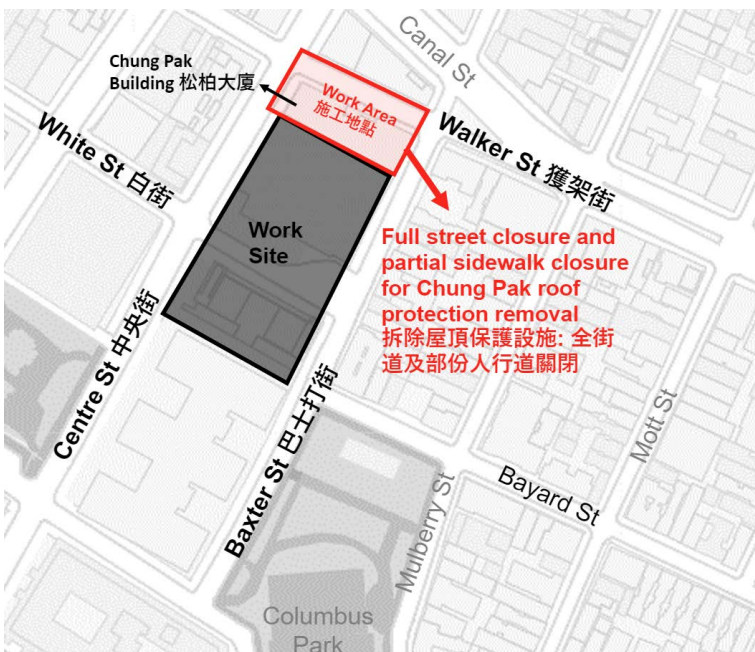 Canal St
Chung Pak
Building 松柏大廈
Work Area
施工地點
White St 白街
Walker St 獲架街
Work
Site
Full street closure and
partial sidewalk closure
for Chung Pak roof
protection removal
拆除屋頂保護設施: 全街
道及部份人行道關閉
Centre St 中央街
Baxter St 巴士打街
Mott St
Bayard St
Mulberry St
Columbus
Park